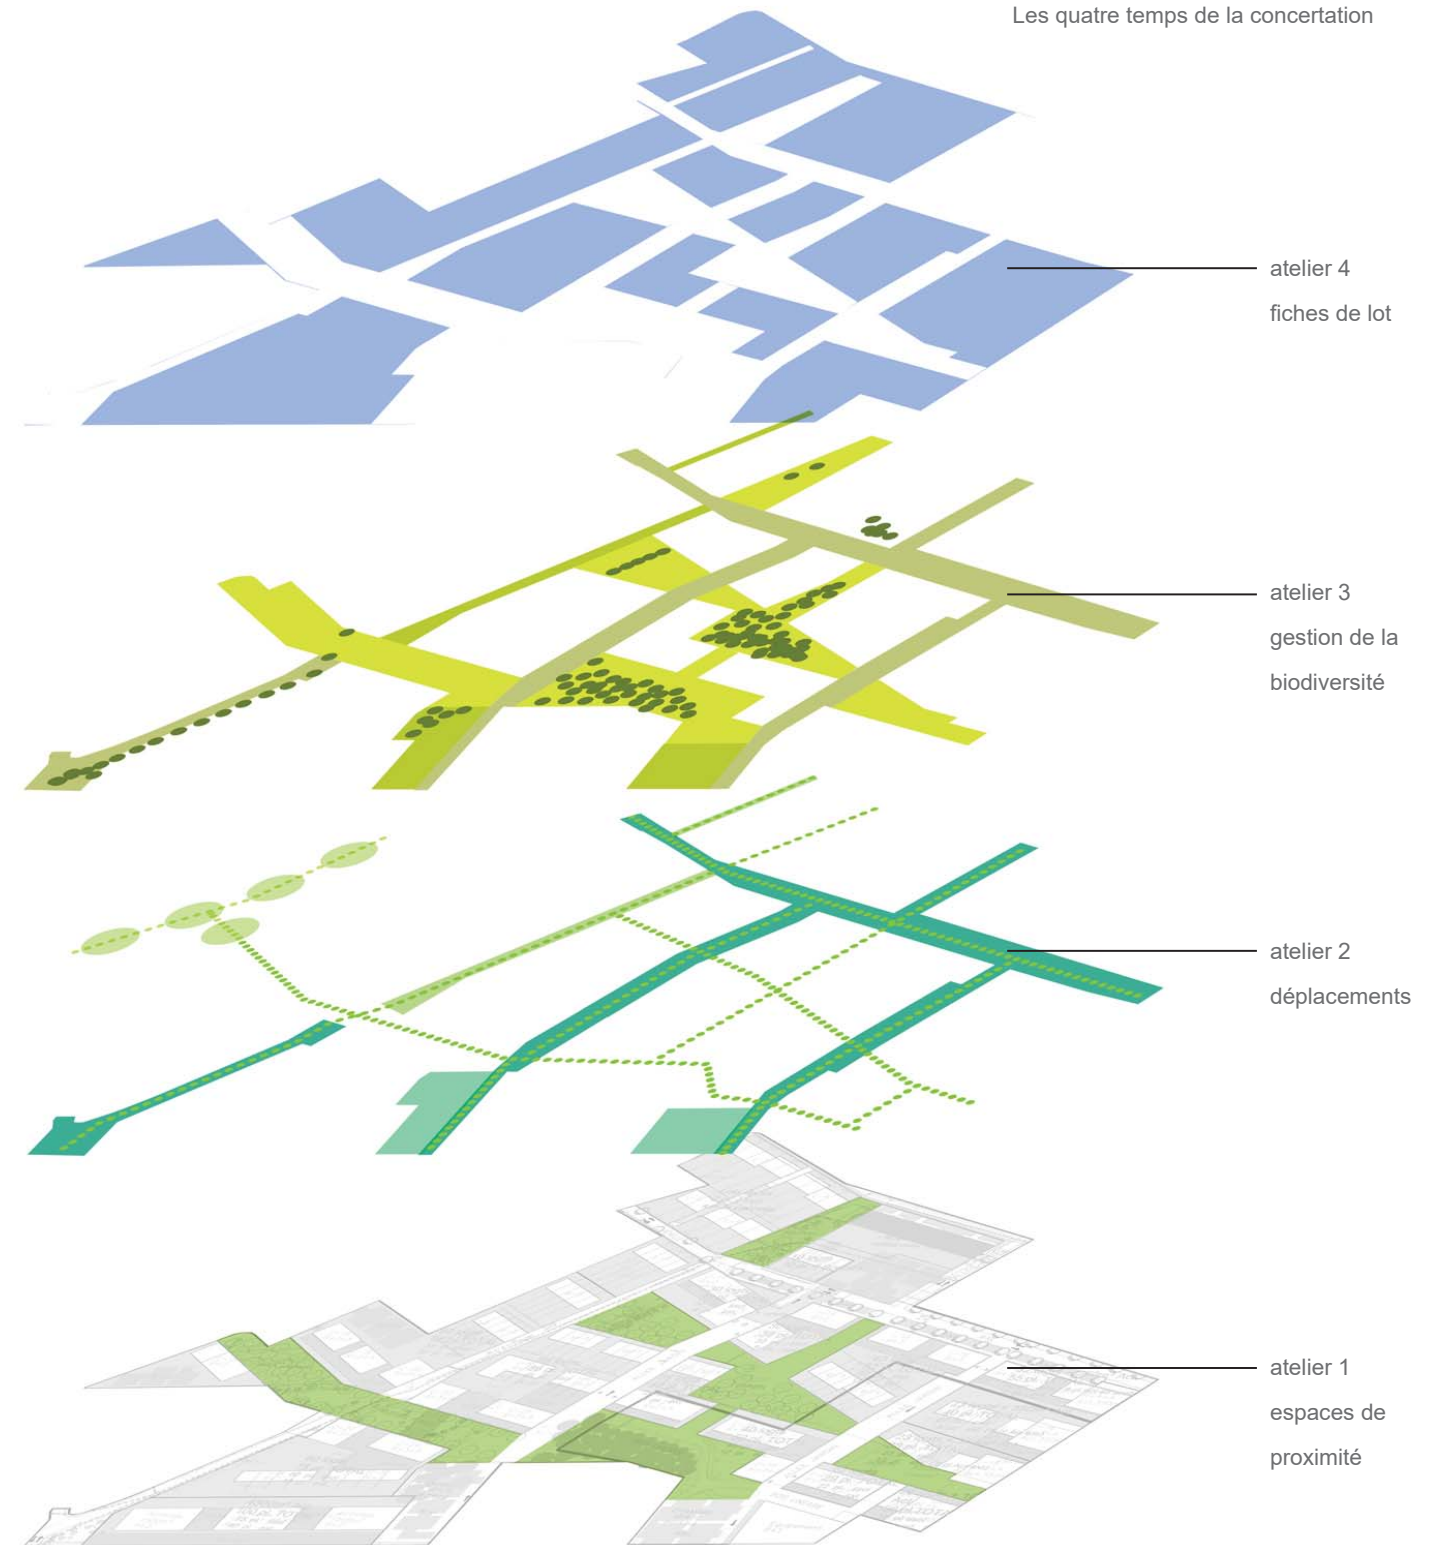 Les quatre temps de la concertation
atelier 4
fiches de lot
atelier 3
gestion de la
biodiversité
atelier 2
déplacements
atelier 1
espaces de
proximité